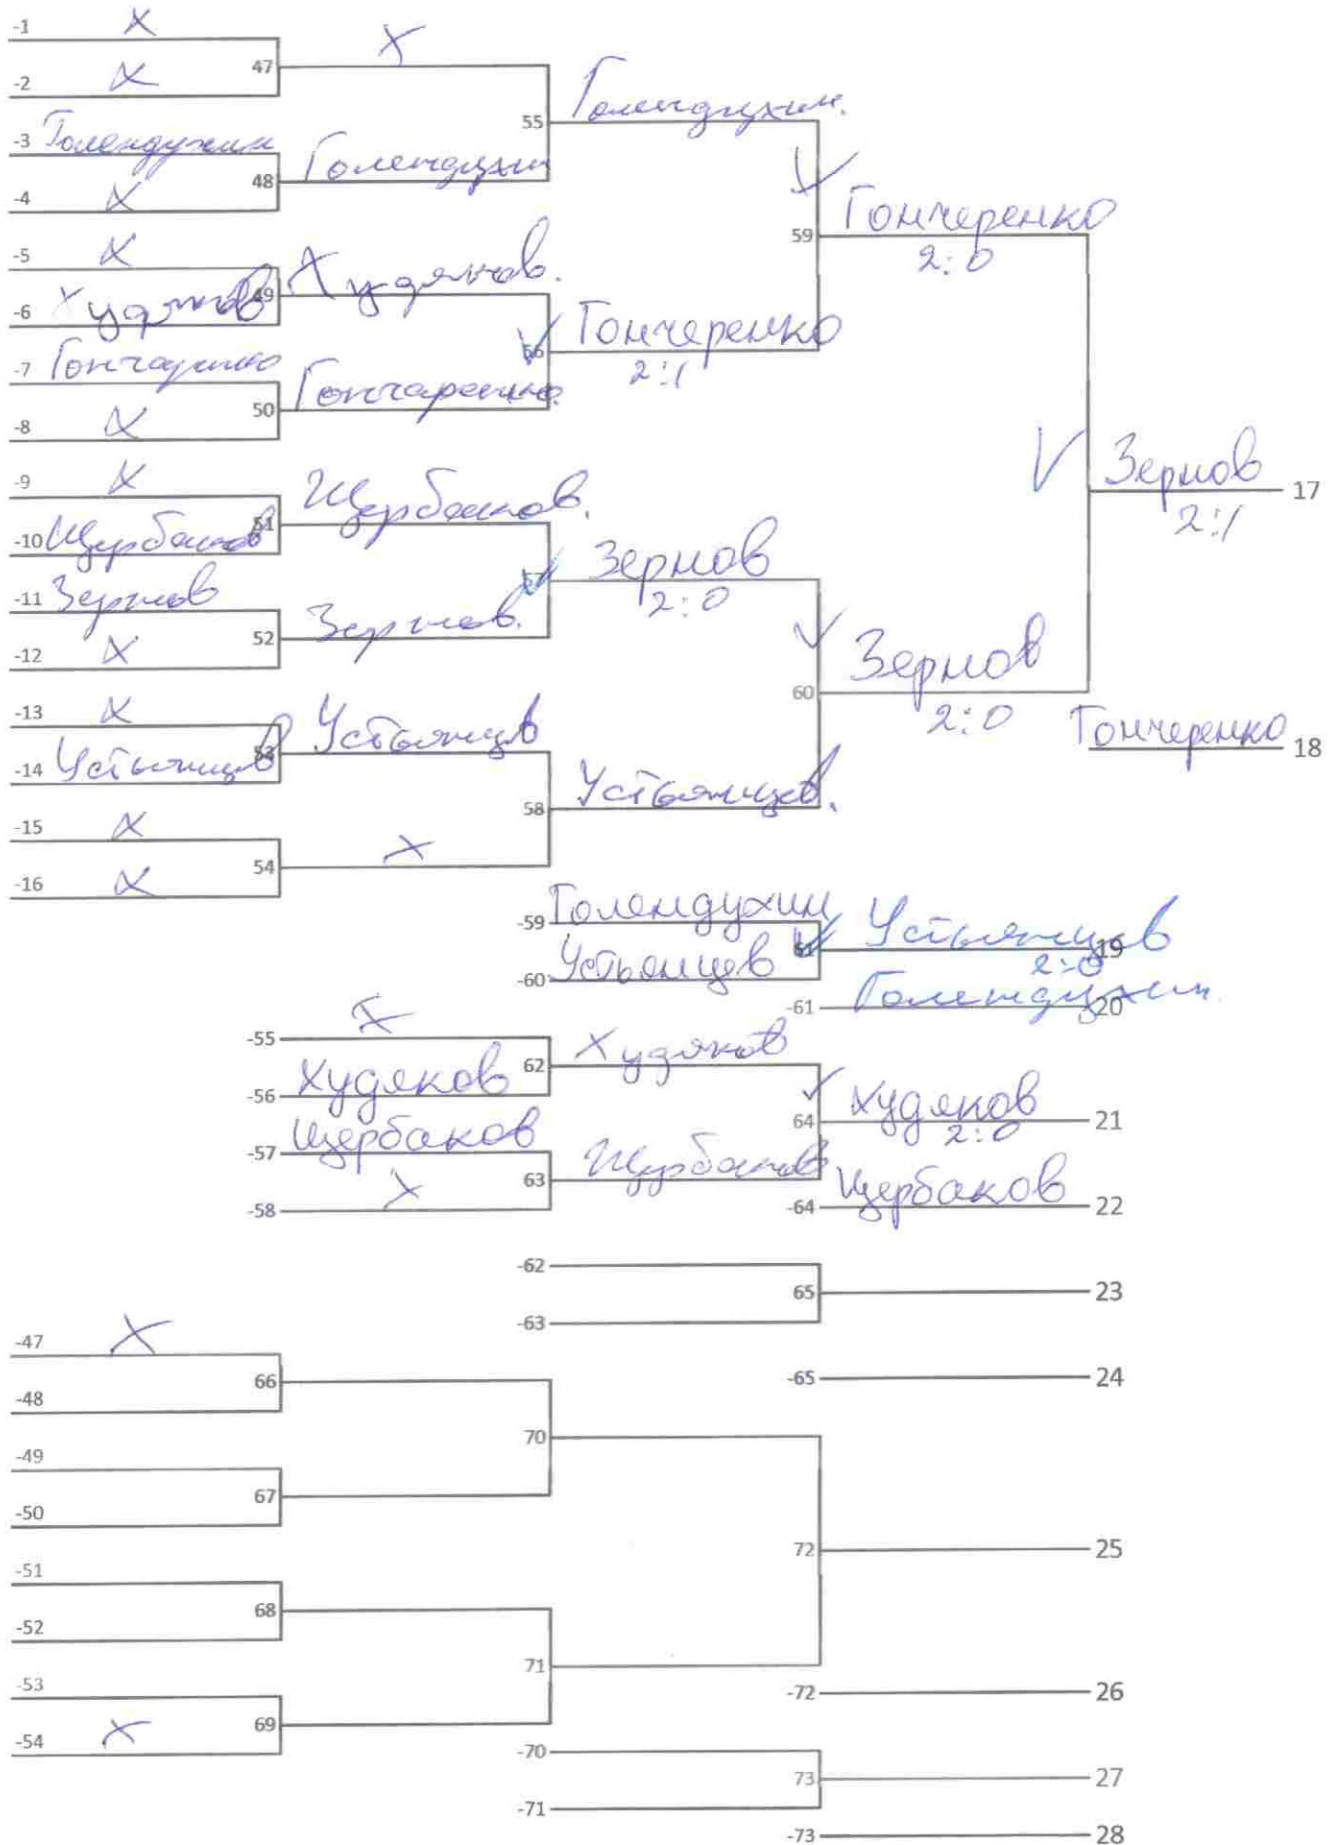 -1 X
X
47
-2 X
55 Голендухин.
-3 Голендухин
48 Голендухин
-4 X
59 Гончеренко
2:0
-5 X
49 Худяков.
-6 Худяков
56 Гончеренко
2:1
-7 Гончаренко
50 Гончаренко
-8 X
-9 X
Зернов 17
2:1
51 Щербаков.
-10 Щербаков
57 Зернов
2:0
-11 Зернов
52 Зернов.
-12 X
60 Зернов
2:0
-13 X
53 Устьянцев
Гончеренко 18
-14 Устьянцев
58 Устьянцев.
-15 X
54 X
-16 X
-59 Голендухин
61 Устьянцев 19
2:0
-60 Устьянцев
-61 Голендухин 20
-55 X
62 Худяков
-56 Худяков
64 Худяков 21
2:0
-57 Щербаков
63 Щербаков
-58 X
-64 Щербаков 22
-62
65 23
-63
-47 X
-65 24
66
-48
70
-49
67
-50
72 25
-51
68
-52
71
-53
-72 26
69
-54 X
-70
73 27
-71
-73 28